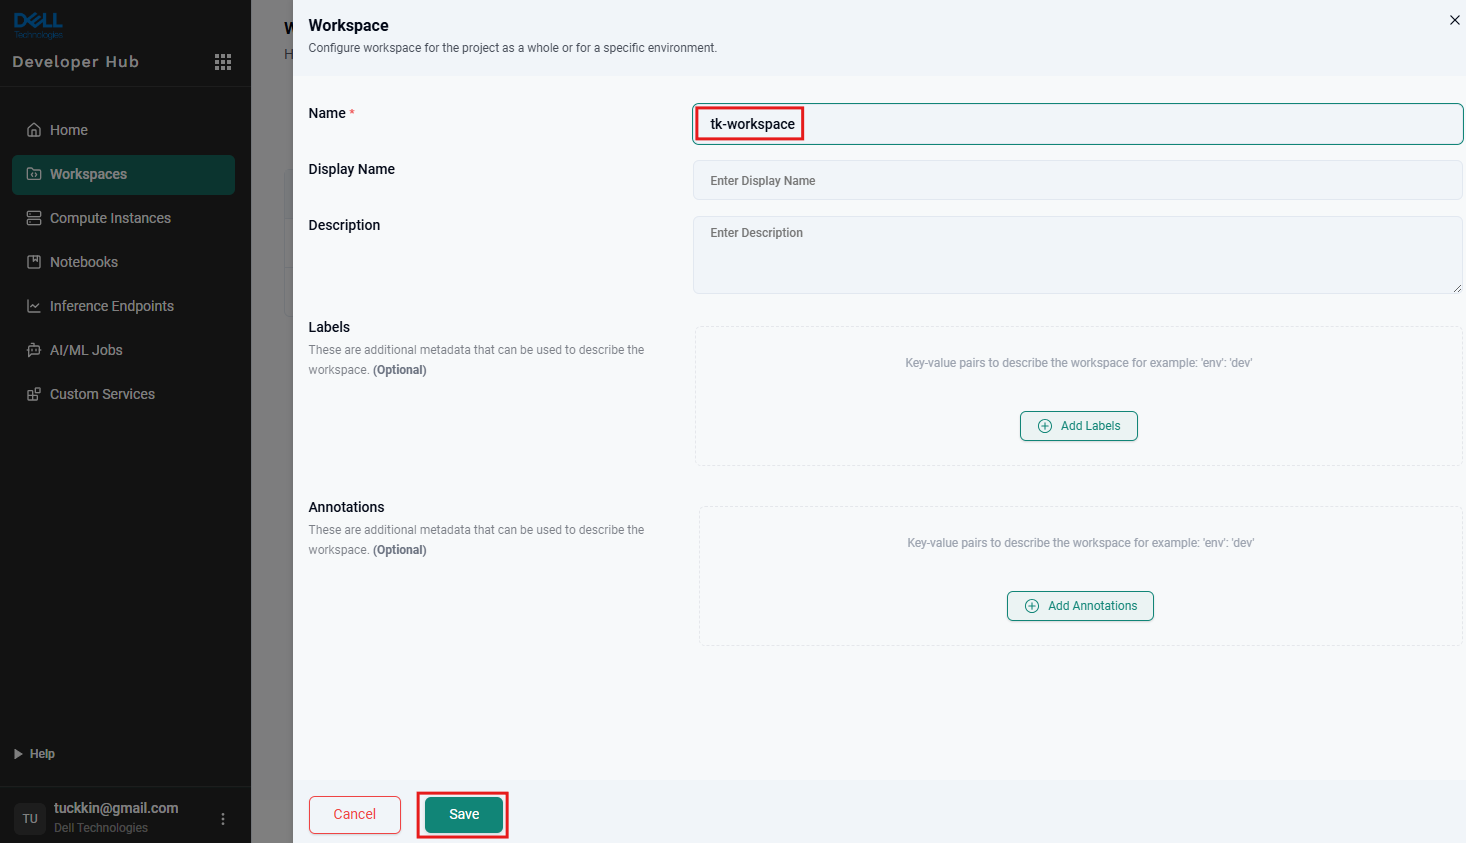 DELL
Technologies
Developer Hub
Home
Workspaces
Compute Instances
Notebooks
Inference Endpoints
AI/ML Jobs
Custom Services
Help
TU
tuckkin@gmail.com
Dell Technologies
W
H
Workspace
Configure workspace for the project as a whole or for a specific environment.
Name *
tk-workspace
Display Name
Enter Display Name
Description
Enter Description
Labels
These are additional metadata that can be used to describe the
workspace. (Optional)
Key-value pairs to describe the workspace for example: 'env': 'dev'
Add Labels
Annotations
These are additional metadata that can be used to describe the
workspace. (Optional)
Key-value pairs to describe the workspace for example: 'env': 'dev'
Add Annotations
Cancel
Save